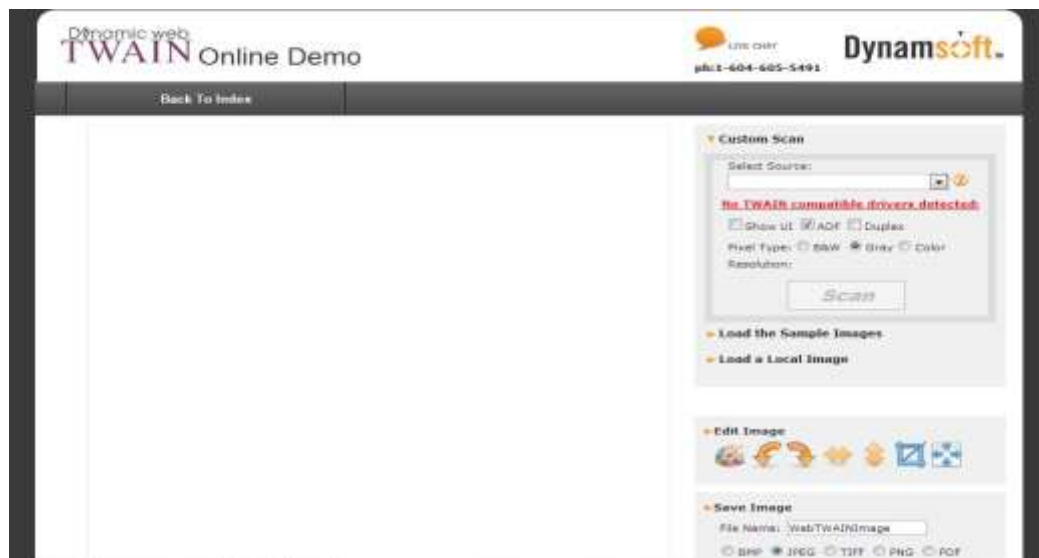 Dynamic web
TWAIN Online Demo
LIVE CHAT
ph:1-604-605-5491
Dynamsoft
Back To Index
Custom Scan
Select Source:
No TWAIN compatible drivers detected:
Show UI ADF Duplex
Pixel Type: B&W Gray Color
Resolution:
Scan
Load the Sample Images
Load a Local Image
Edit Image
Save Image
File Name: WebTWAINImage
BMP JPEG TIFF PNG PDF